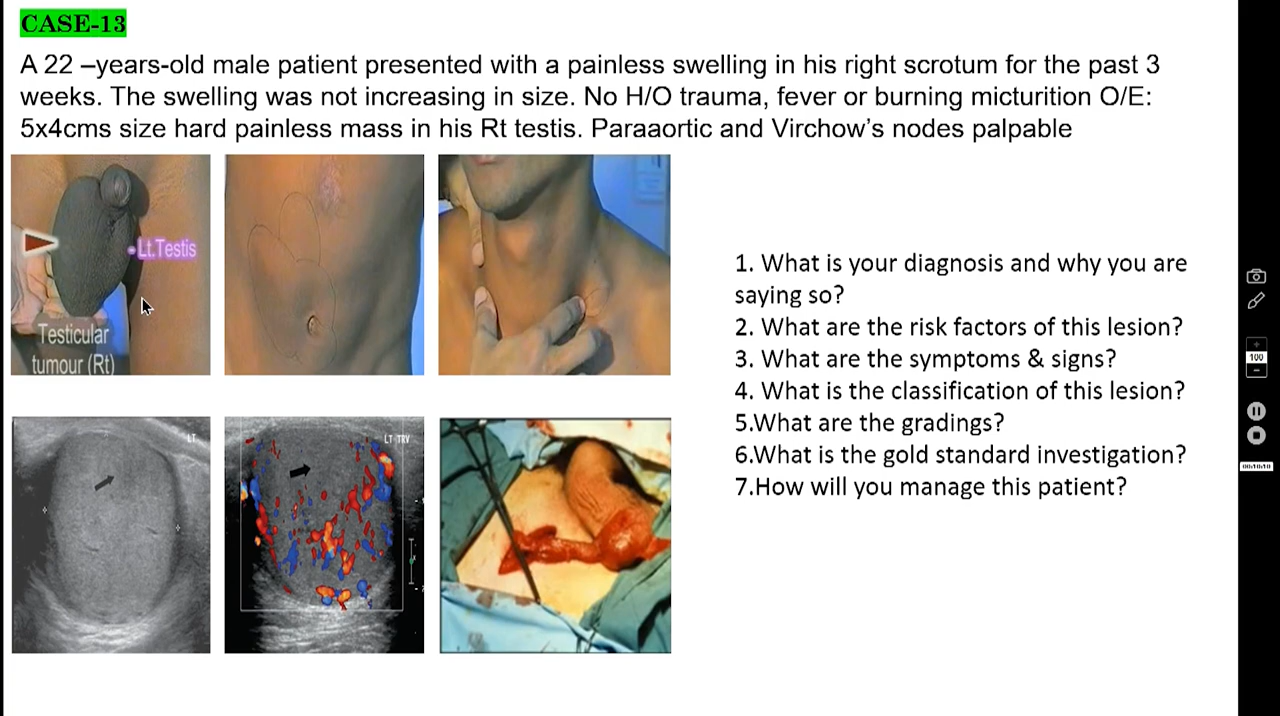 CASE-13
A 22 –years-old male patient presented with a painless swelling in his right scrotum for the past 3
weeks. The swelling was not increasing in size. No H/O trauma, fever or burning micturition O/E:
5x4cms size hard painless mass in his Rt testis. Paraaortic and Virchow's nodes palpable
Lt.Testis
Testicular
tumour (Rt)
LT
LT TRV
1. What is your diagnosis and why you are
saying so?
2. What are the risk factors of this lesion?
3. What are the symptoms & signs?
4. What is the classification of this lesion?
5.What are the gradings?
6.What is the gold standard investigation?
7.How will you manage this patient?
100